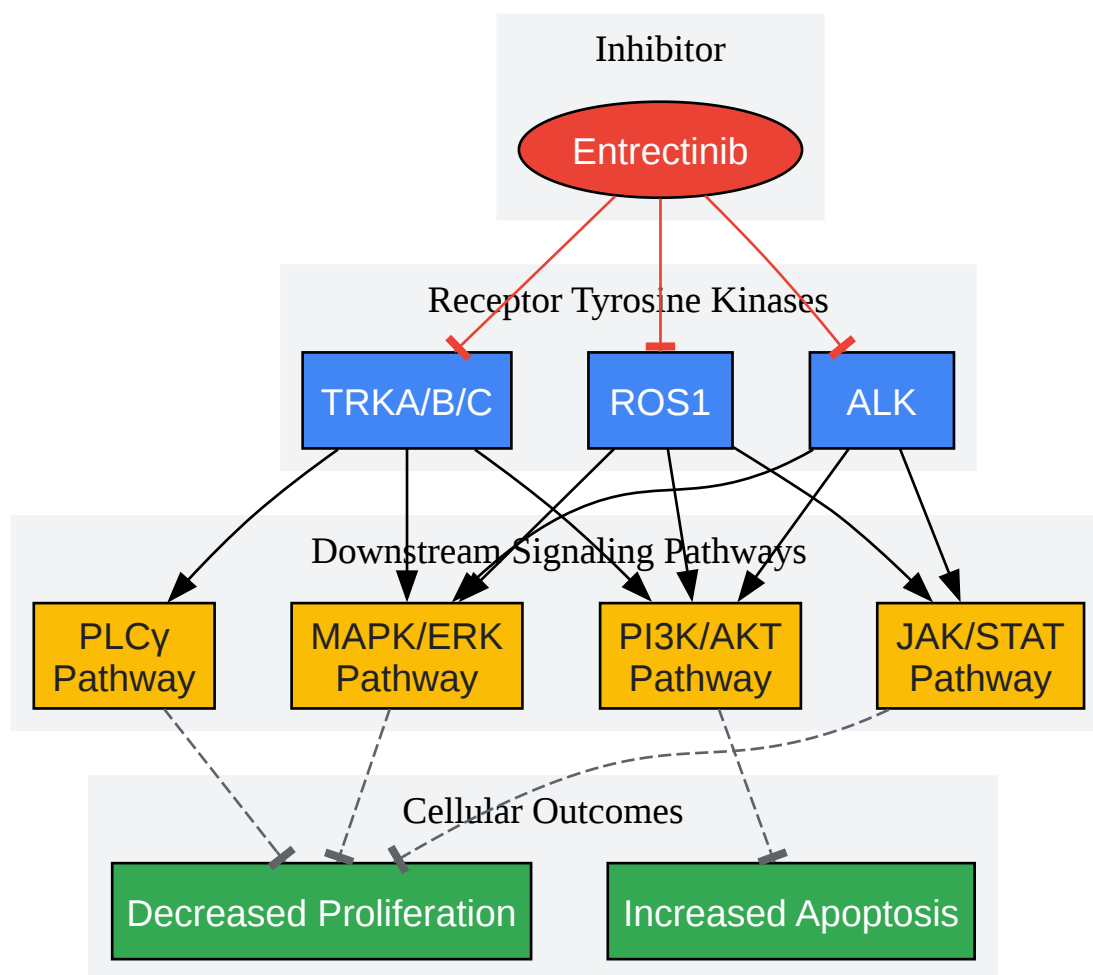 Inhibitor
Entrectinib
Receptor Tyrosine Kinases
TRKA/B/C
ROS1
ALK
Downstream Signaling Pathways
PLCγ
Pathway
MAPK/ERK
Pathway
PI3K/AKT
Pathway
JAK/STAT
Pathway
Cellular Outcomes
Decreased Proliferation
Increased Apoptosis